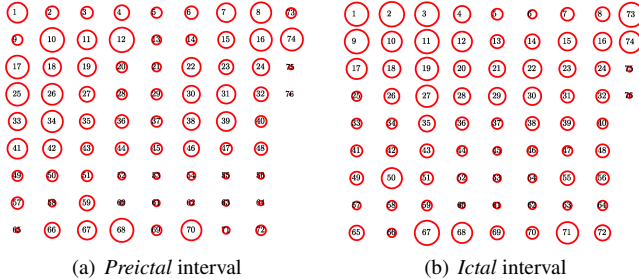 1 2 3 4 5 6 7 8 73 1 2 3 4 5 6 7 8 73
9 10 11 12 13 14 15 16 74 9 10 11 12 13 14 15 16 74
17 18 19 20 21 22 23 24 75 17 18 19 20 21 22 23 24 75
25 26 27 28 29 30 31 32 76 25 26 27 28 29 30 31 32 76
33 34 35 36 37 38 39 40 33 34 35 36 37 38 39 40
41 42 43 44 45 46 47 48 41 42 43 44 45 46 47 48
49 50 51 52 53 54 55 56 49 50 51 52 53 54 55 56
57 58 59 60 61 62 63 64 57 58 59 60 61 62 63 64
65 66 67 68 69 70 71 72 65 66 67 68 69 70 71 72
(a) Preictal interval (b) Ictal interval